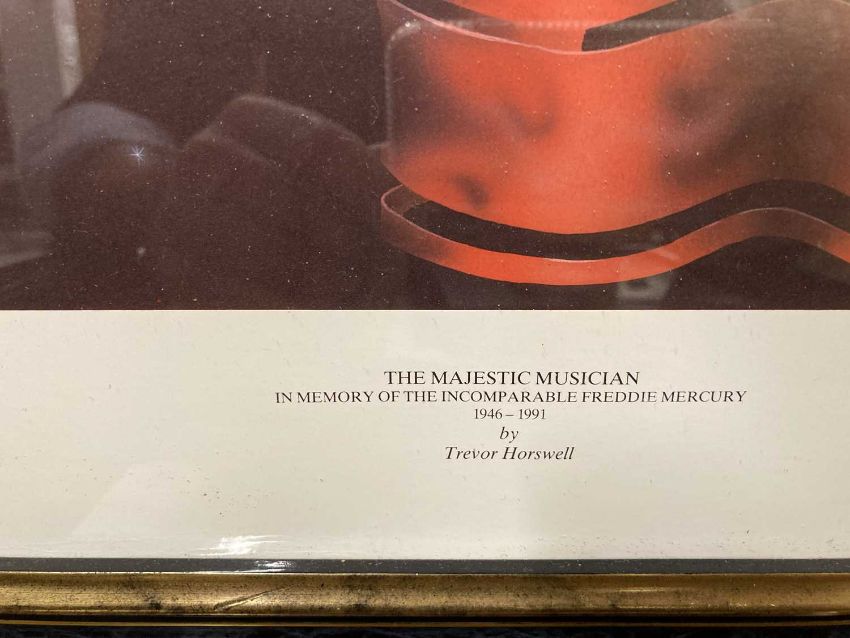 THE MAJESTIC MUSICIAN
IN MEMORY OF THE INCOMPARABLE FREDDIE MERCURY
1946 – 1991
by
Trevor Horswell